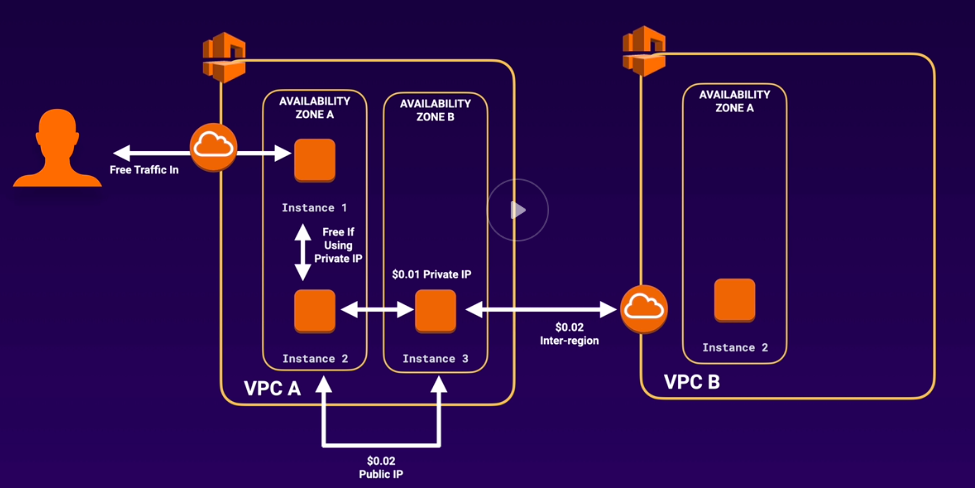 AVAILABILITY
ZONE A
AVAILABILITY
ZONE B
AVAILABILITY
ZONE A
Free Traffic In
Instance 1
Free If
Using
Private IP
$0.01 Private IP
$0.02
Inter-region
Instance 2
Instance 3
Instance 2
VPC A
VPC B
$0.02
Public IP